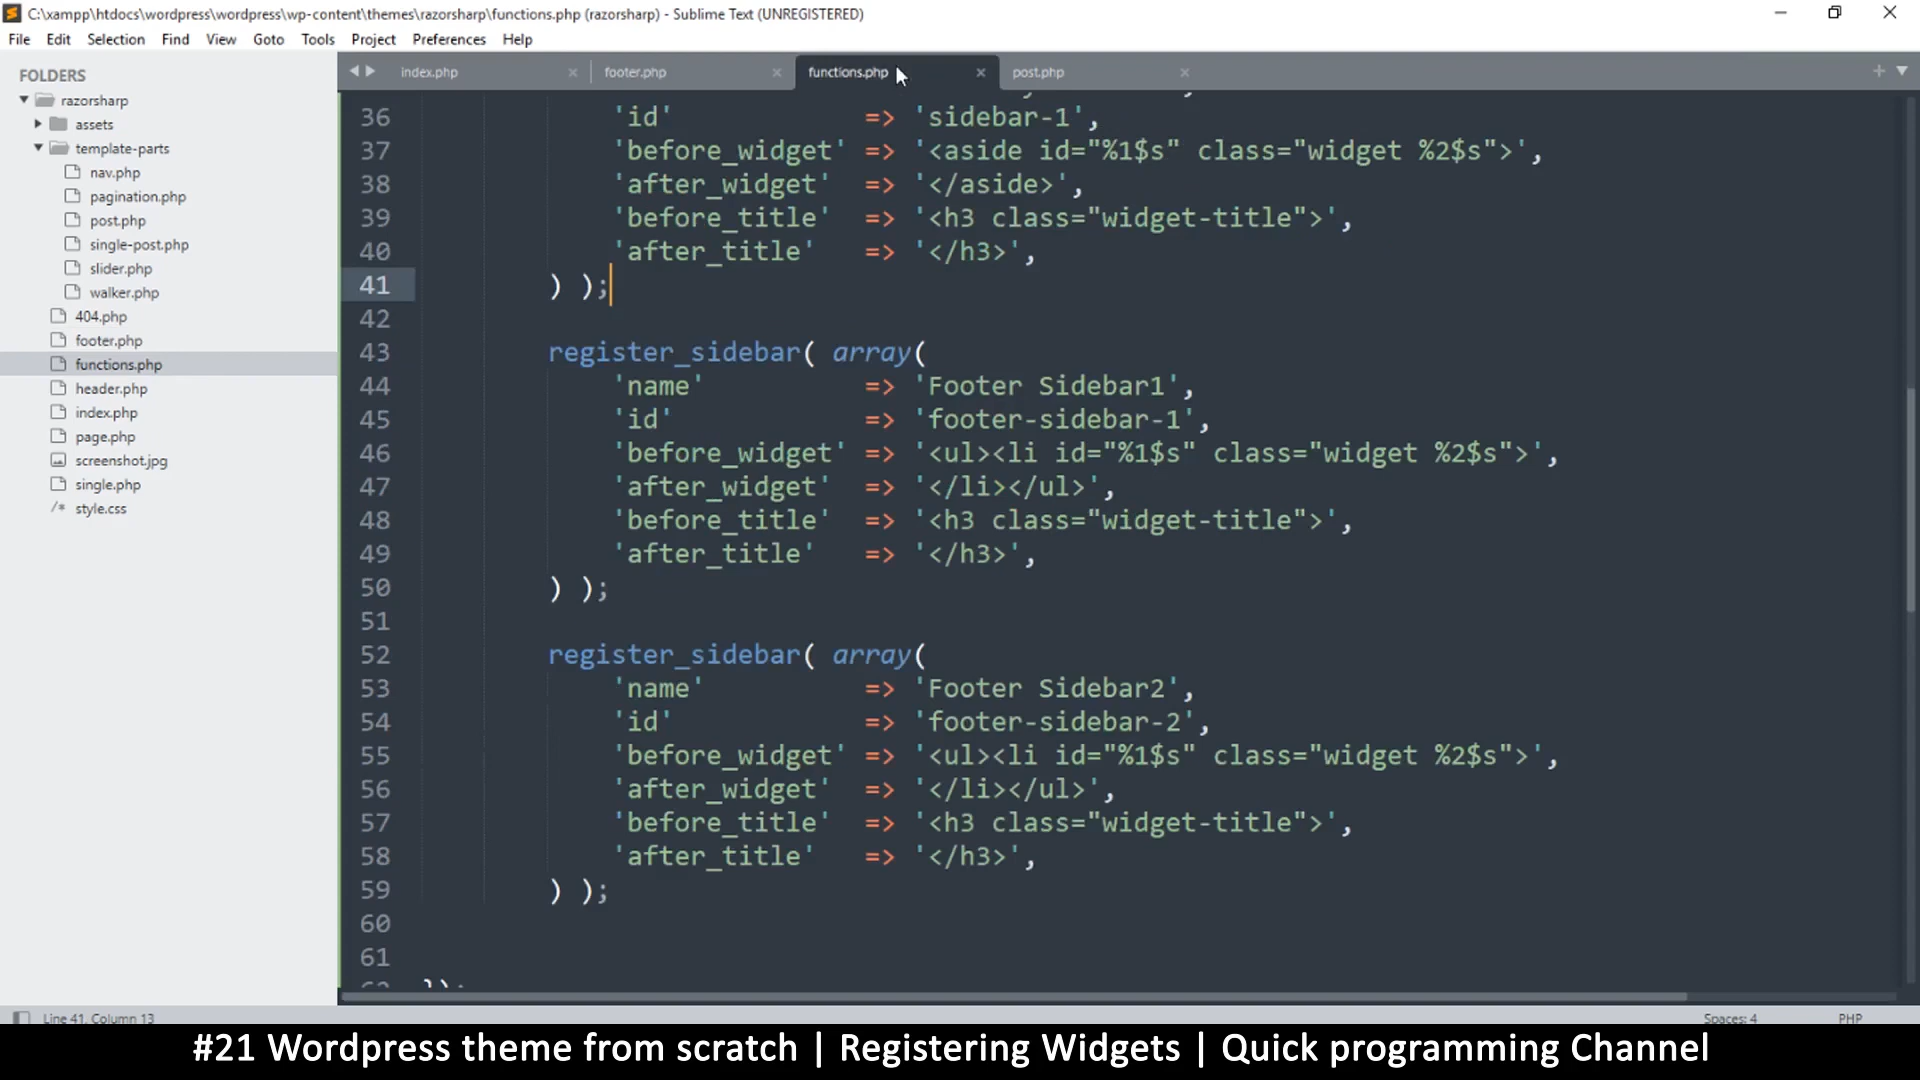 C:\xampp\htdocs\wordpress\wordpress\wp-content\themes\razorsharp\functions.php (razorsharp) - Sublime Text (UNREGISTERED)
File Edit Selection Find View Goto Tools Project Preferences Help
FOLDERS
razorsharp
assets
template-parts
nav.php
pagination.php
post.php
single-post.php
slider.php
walker.php
404.php
footer.php
functions.php
header.php
index.php
page.php
screenshot.jpg
single.php
/* style.css
index.php footer.php functions.php post.php
36 'id' => 'sidebar-1',
37 'before_widget' => '<aside id="%1$s" class="widget %2$s">',
38 'after_widget' => '</aside>',
39 'before_title' => '<h3 class="widget-title">',
40 'after_title' => '</h3>',
41 ) );
42
43 register_sidebar( array(
44 'name' => 'Footer Sidebar1',
45 'id' => 'footer-sidebar-1',
46 'before_widget' => '<ul><li id="%1$s" class="widget %2$s">',
47 'after_widget' => '</li></ul>',
48 'before_title' => '<h3 class="widget-title">',
49 'after_title' => '</h3>',
50 ) );
51
52 register_sidebar( array(
53 'name' => 'Footer Sidebar2',
54 'id' => 'footer-sidebar-2',
55 'before_widget' => '<ul><li id="%1$s" class="widget %2$s">',
56 'after_widget' => '</li></ul>',
57 'before_title' => '<h3 class="widget-title">',
58 'after_title' => '</h3>',
59 ) );
60
61
Line 41, Column 13 Spaces: 4 PHP
#21 Wordpress theme from scratch | Registering Widgets | Quick programming Channel